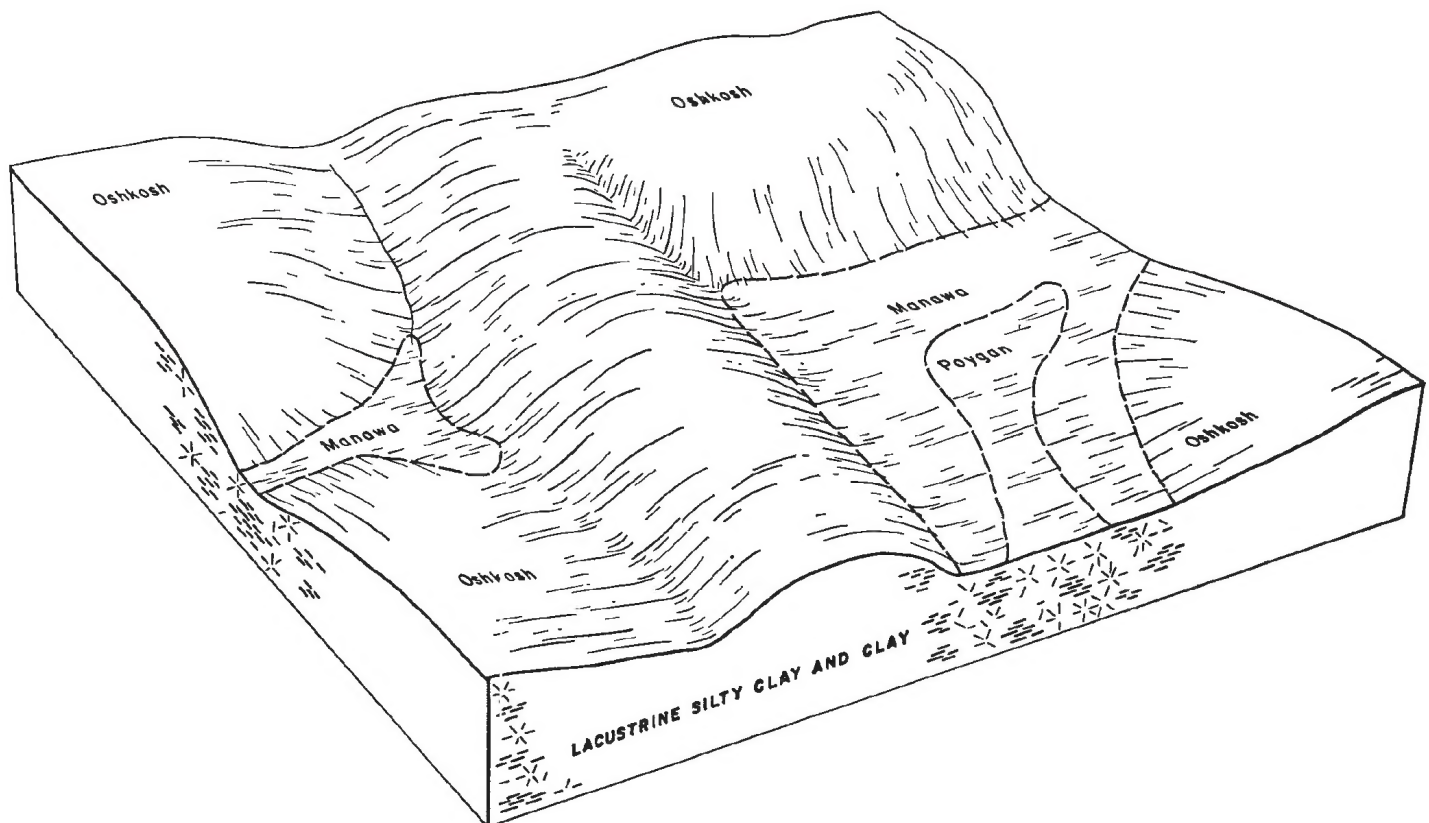 Oshkosh
Oshkosh
Manawa
Poygan
Manawa
Oshkosh
Oshkosh
LACUSTRINE SILTY CLAY AND CLAY